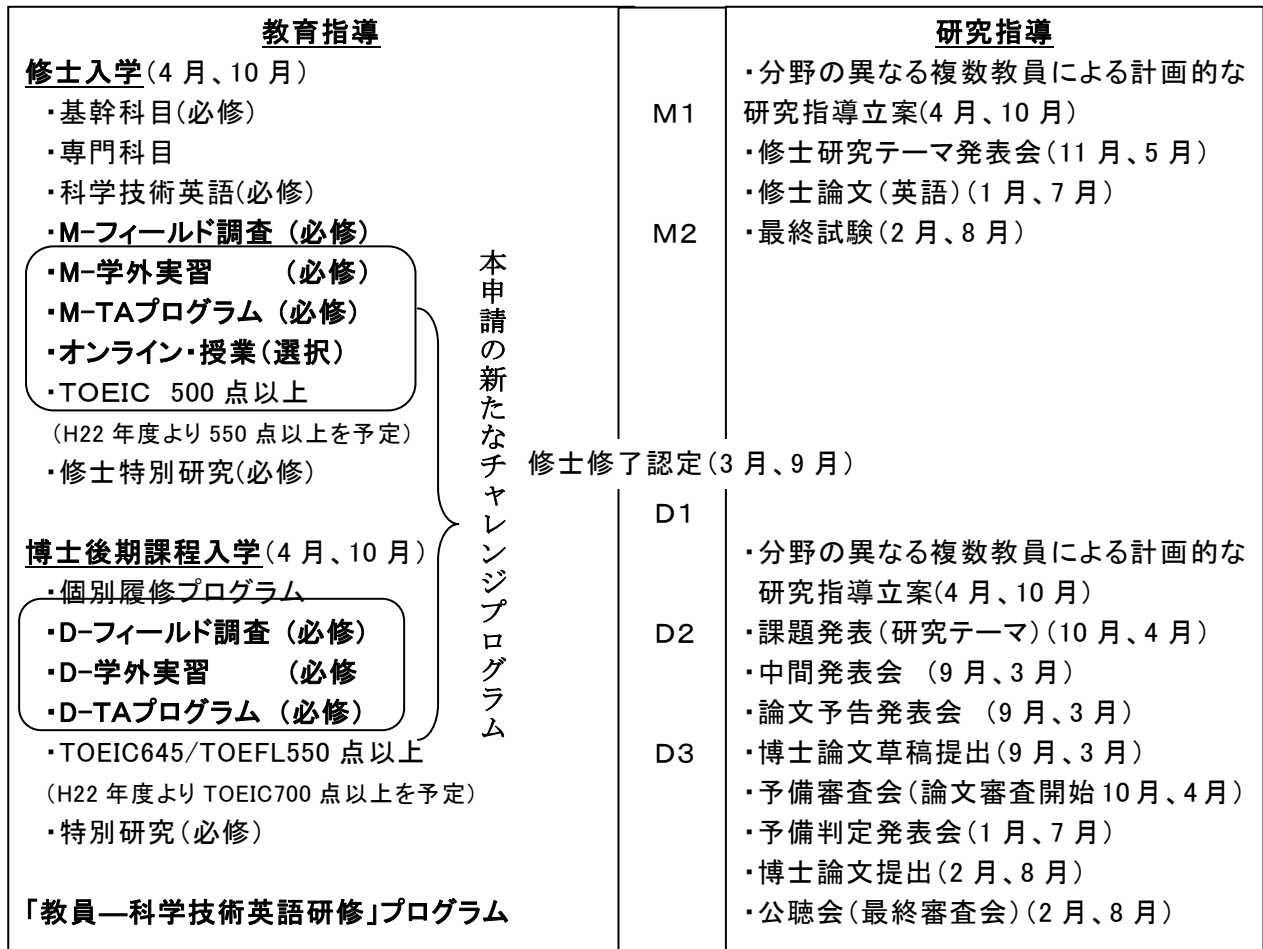 教育指導
修士入学(4月、10月)
・基幹科目(必修)
・専門科目
・科学技術英語(必修)
・M-フィールド調査 (必修)
・M-学外実習 (必修)
・M-TAプログラム (必修)
・オンライン・授業(選択)
・TOEIC 500点以上
(H22年度より550点以上を予定)
・修士特別研究(必修)
博士後期課程入学(4月、10月)
・個別履修プログラム
・D-フィールド調査 (必修)
・D-学外実習 (必修
・D-TAプログラム (必修)
・TOEIC645/TOEFL550点以上
(H22年度よりTOEIC700点以上を予定)
・特別研究(必修)
「教員―科学技術英語研修」プログラム
本申請の新たなチャレンジプログラム
M1
M2
修士修了認定(3月、9月)
D1
D2
D3
研究指導
・分野の異なる複数教員による計画的な
研究指導立案(4月、10月)
・修士研究テーマ発表会(11月、5月)
・修士論文(英語)(1月、7月)
・最終試験(2月、8月)
・分野の異なる複数教員による計画的な
研究指導立案(4月、10月)
・課題発表(研究テーマ)(10月、4月)
・中間発表会 (9月、3月)
・論文予告発表会 (9月、3月)
・博士論文草稿提出(9月、3月)
・予備審査会(論文審査開始10月、4月)
・予備判定発表会(1月、7月)
・博士論文提出(2月、8月)
・公聴会(最終審査会)(2月、8月)